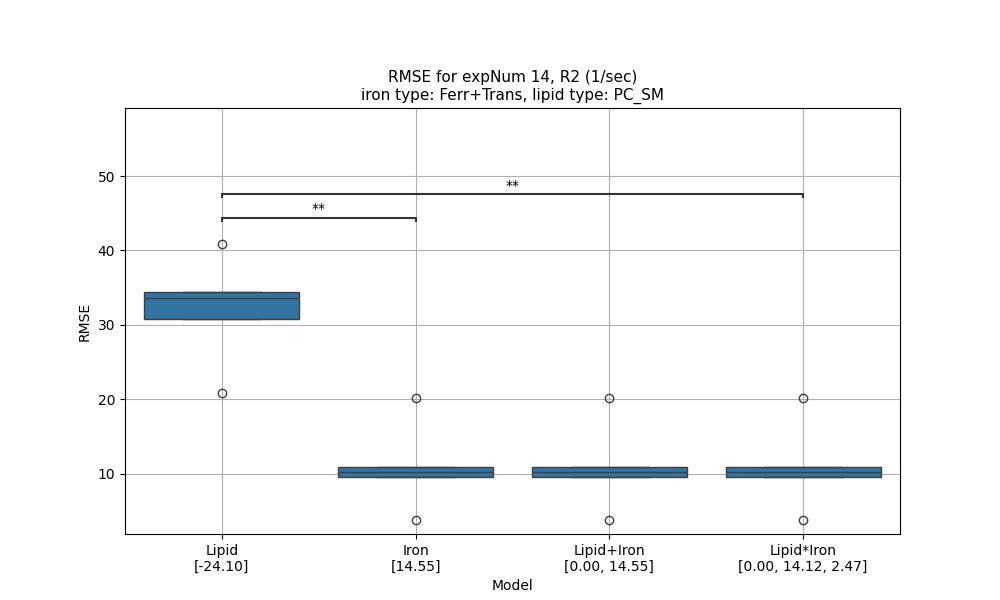 RMSE for expNum 14, R2 (1/sec)
iron type: Ferr+Trans, lipid type: PC_SM
50
**
**
40
RMSE
30
20
10
Lipid Iron Lipid+Iron Lipid*Iron
[-24.10] [14.55] [0.00, 14.55] [0.00, 14.12, 2.47]
Model